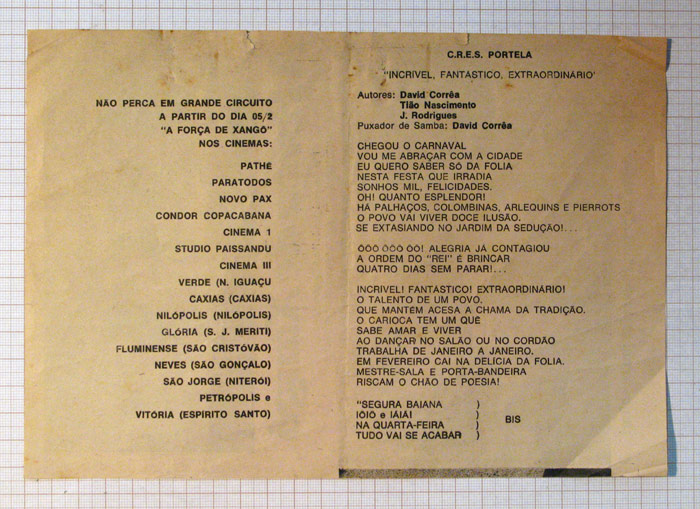 NÃO PERCA EM GRANDE CIRCUITO
A PARTIR DO DIA 05/2
"A FORÇA DE XANGÔ"
NOS CINEMAS:
PATHÉ
PARATODOS
NOVO PAX
CONDOR COPACABANA
CINEMA 1
STUDIO PAISSANDU
CINEMA III
VERDE (N. IGUAÇU
CAXIAS (CAXIAS)
NILÓPOLIS (NILÓPOLIS)
GLÓRIA (S. J. MERITI)
FLUMINENSE (SÃO CRISTÓVÃO)
NEVES (SÃO GONÇALO)
SÃO JORGE (NITERÓI)
PETRÓPOLIS e
VITÓRIA (ESPIRITO SANTO)
C.R.E.S. PORTELA
"INCRIVEL, FANTASTICO, EXTRAORDINÁRIO'
Autores: David Corrêa
Tião Nascimento
J. Rodrigues
Puxador de Samba: David Corrêa
CHEGOU O CARNAVAL
VOU ME ABRAÇAR COM A CIDADE
EU QUERO SABER SÓ DA FOLIA
NESTA FESTA QUE IRRADIA
SONHOS MIL, FELICIDADES.
OH! QUANTO ESPLENDOR!
HÁ PALHAÇOS, COLOMBINAS, ARLEQUINS E PIERROTS
O POVO VAI VIVER DOCE ILUSÃO.
SE EXTASIANDO NO JARDIM DA SEDUÇÃO!...
ÔÔÔ ÔÔÔ ÔÔ! ALEGRIA JÁ CONTAGIOU
A ORDEM DO "REI" É BRINCAR
QUATRO DIAS SEM PARAR!...
INCRIVEL! FANTASTICO! EXTRAORDINÁRIO!
O TALENTO DE UM POVO.
QUE MANTÉM ACESA A CHAMA DA TRADIÇÃO.
O CARIOCA TEM UM QUÊ
SABE AMAR E VIVER
AO DANÇAR NO SALÃO OU NO CORDÃO
TRABALHA DE JANEIRO A JANEIRO.
EM FEVEREIRO CAI NA DELICIA DA FOLIA.
MESTRE-SALA E PORTA-BANDEIRA
RISCAM O CHÃO DE POESIA!
"SEGURA BAIANA )
IÔIÔ e IÁIÁI )
NA QUARTA-FEIRA ) BIS
TUDO VAI SE ACABAR )